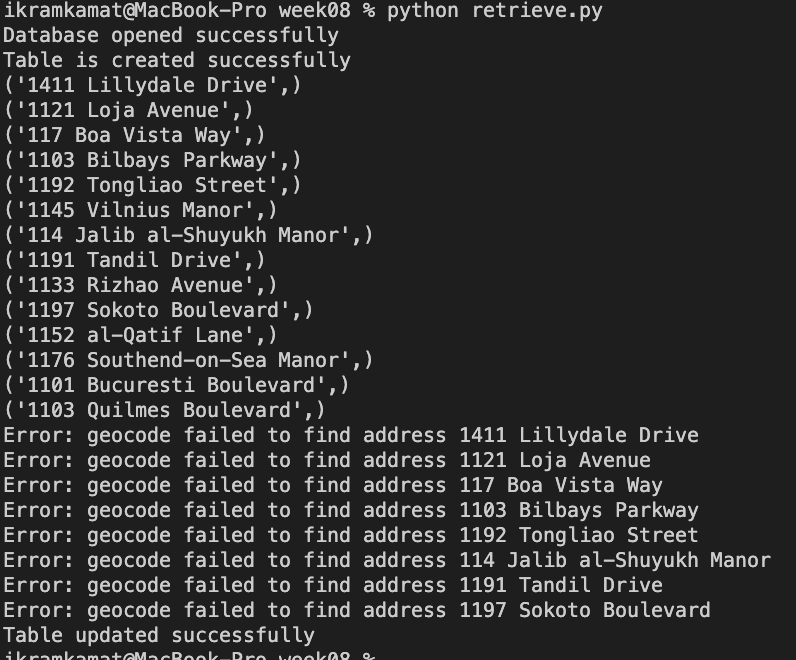 ikramkamat@MacBook-Pro week08 % python retrieve.py
Database opened successfully
Table is created successfully
('1411 Lillydale Drive',)
('1121 Loja Avenue',)
('117 Boa Vista Way',)
('1103 Bilbays Parkway',)
('1192 Tongliao Street',)
('1145 Vilnius Manor',)
('114 Jalib al-Shuyukh Manor',)
('1191 Tandil Drive',)
('1133 Rizhao Avenue',)
('1197 Sokoto Boulevard',)
('1152 al-Qatif Lane',)
('1176 Southend-on-Sea Manor',)
('1101 Bucuresti Boulevard',)
('1103 Quilmes Boulevard',)
Error: geocode failed to find address 1411 Lillydale Drive
Error: geocode failed to find address 1121 Loja Avenue
Error: geocode failed to find address 117 Boa Vista Way
Error: geocode failed to find address 1103 Bilbays Parkway
Error: geocode failed to find address 1192 Tongliao Street
Error: geocode failed to find address 114 Jalib al-Shuyukh Manor
Error: geocode failed to find address 1191 Tandil Drive
Error: geocode failed to find address 1197 Sokoto Boulevard
Table updated successfully
ikramkamat@MacBook-Pro week08 %